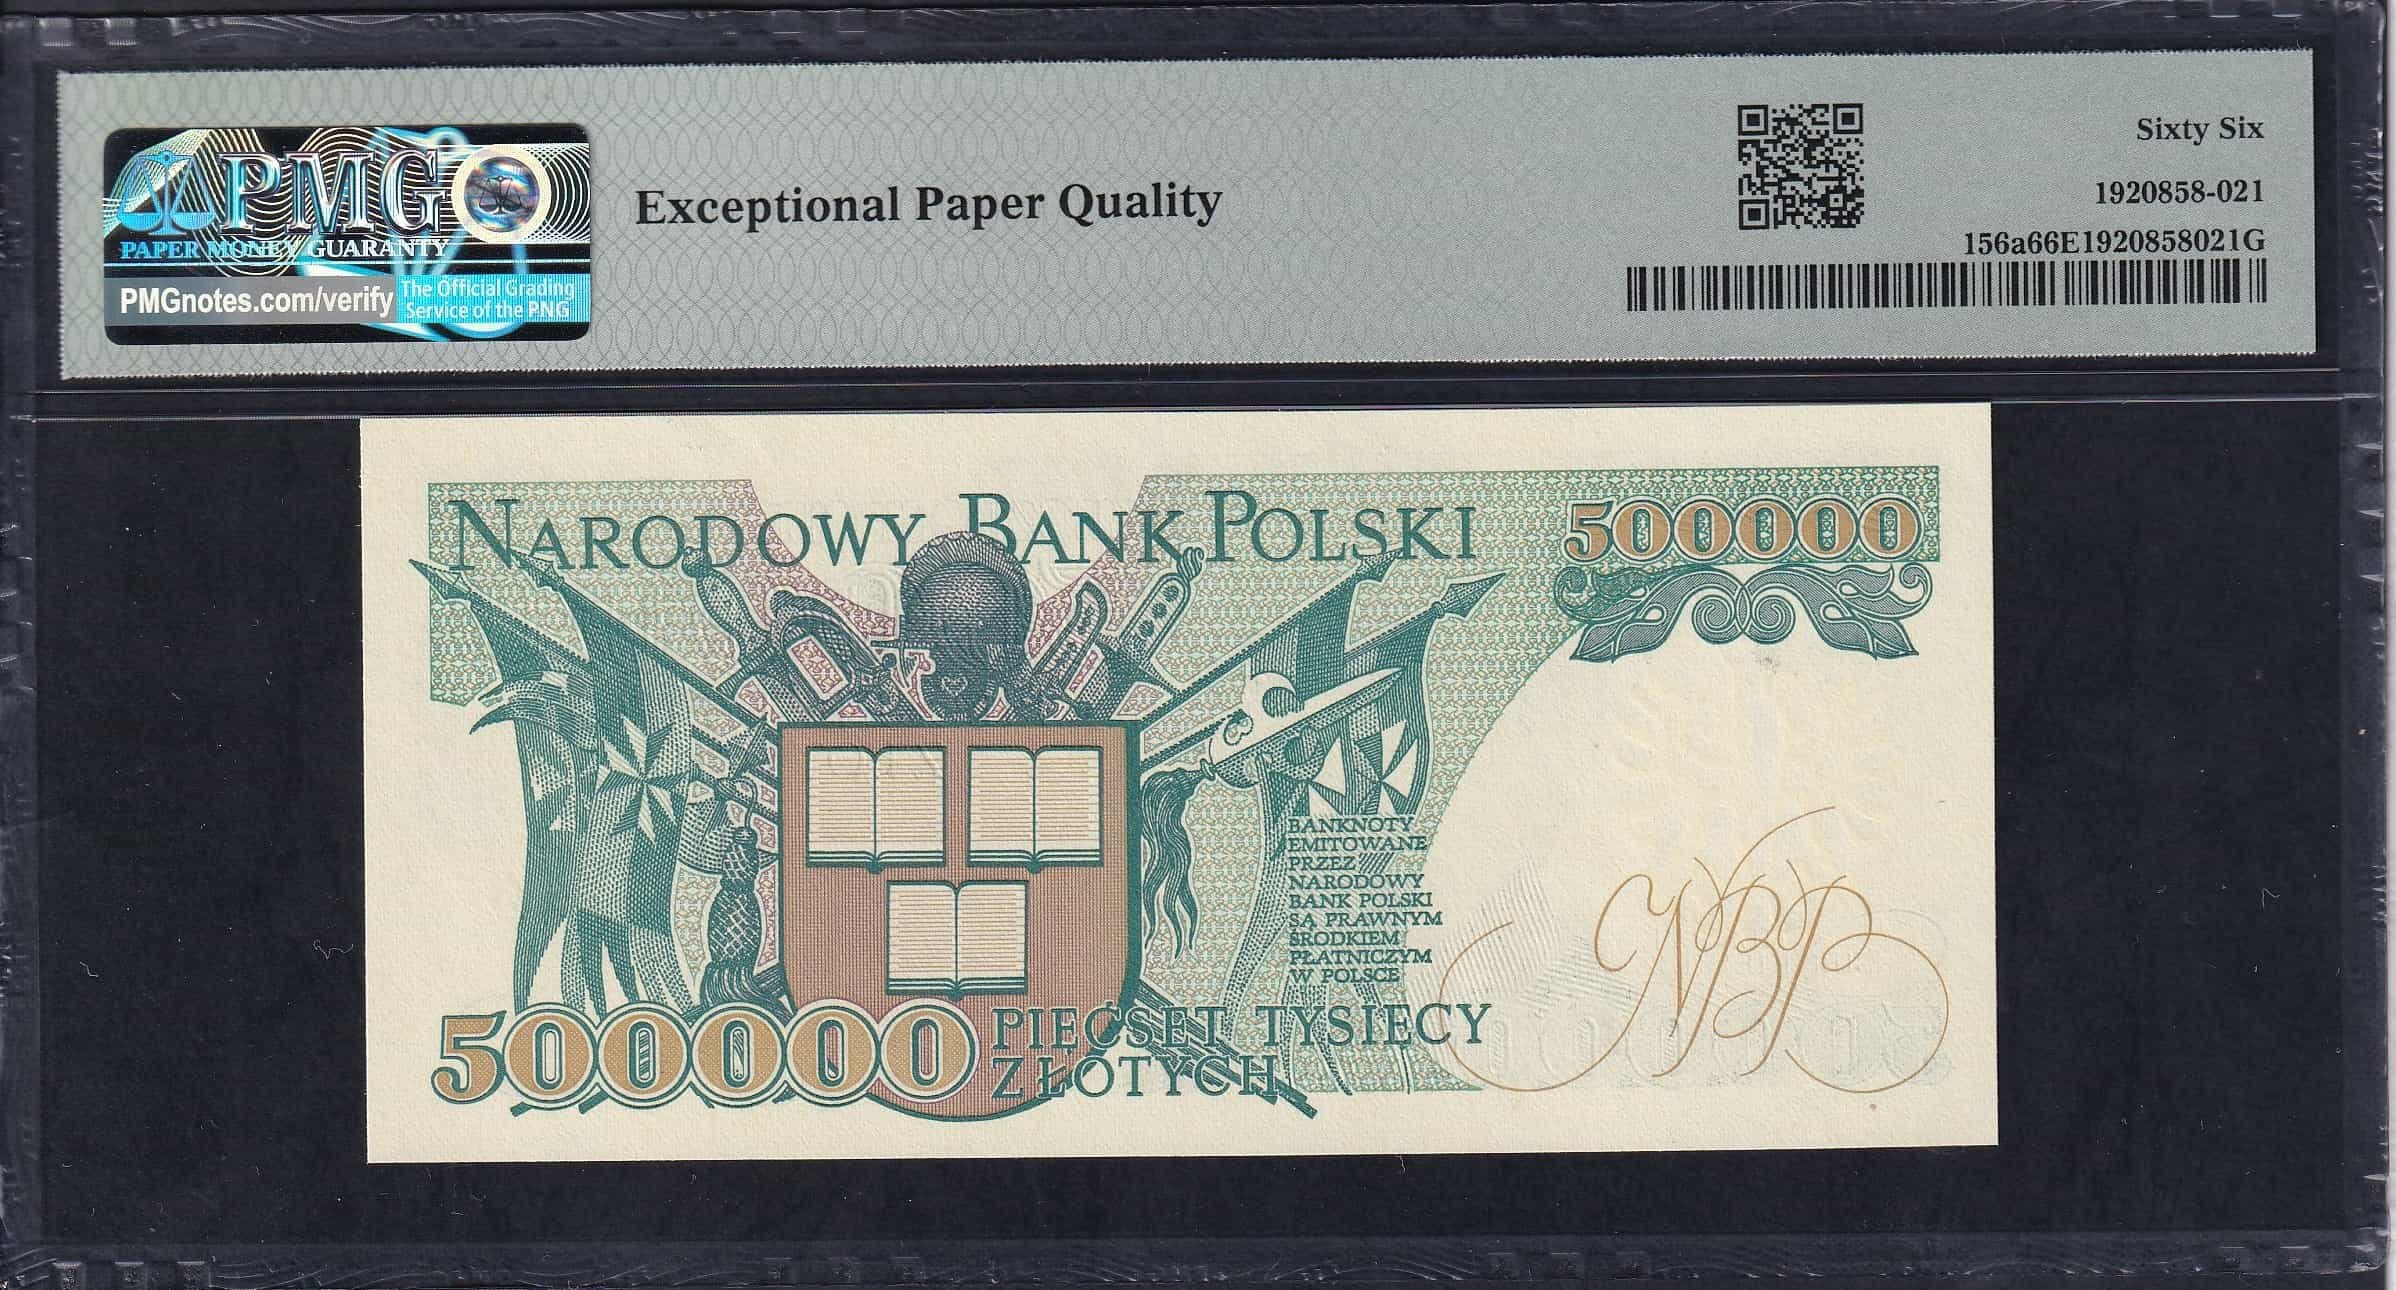 PMG
PAPER MONEY GUARANTY
PMGnotes.com/verify
The Official Grading
Service of the PNG
Exceptional Paper Quality
Sixty Six
1920858-021
156a66E1920858021G
NARODOWY BANK POLSKI
500000
BANKNOTY
EMITOWANE
PRZEZ
NARODOWY
BANK POLSKI
SĄ PRAWNYM
ŚRODKIEM
PŁATNICZYM
W POLSCE
NBP
500000
PIĘĆSET TYSIĘCY
ZŁOTYCH